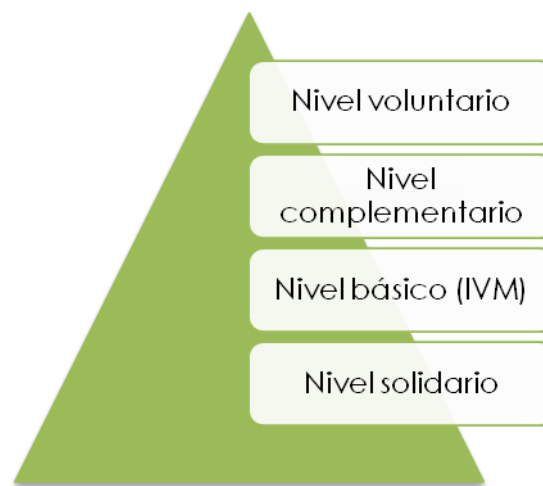 Nivel voluntario
Nivel
complementario
Nivel básico (IVM)
Nivel solidario